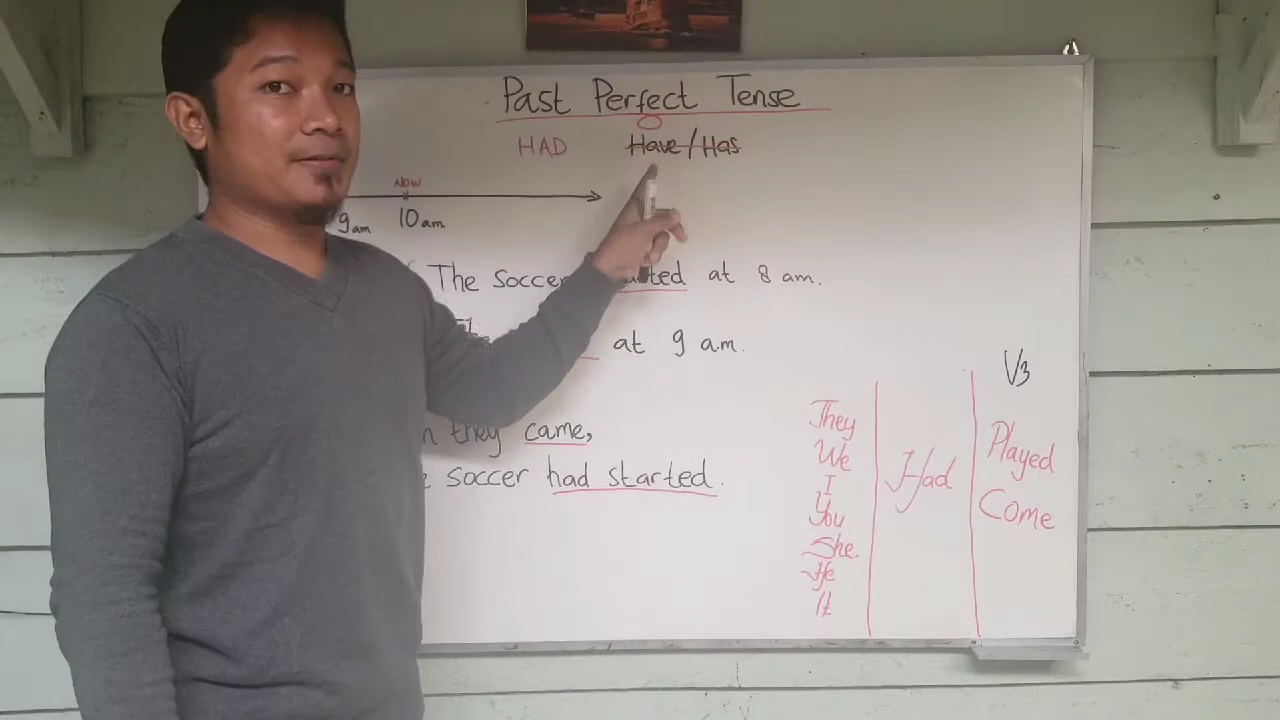 Past Perfect Tense
HAD Have/Has
NOW
9am 10am
The Soccer started at 8 am.
at 9 a.m.
they came,
soccer had started.
V3
They
We
I
You
She.
He
It
Had
Played
Come